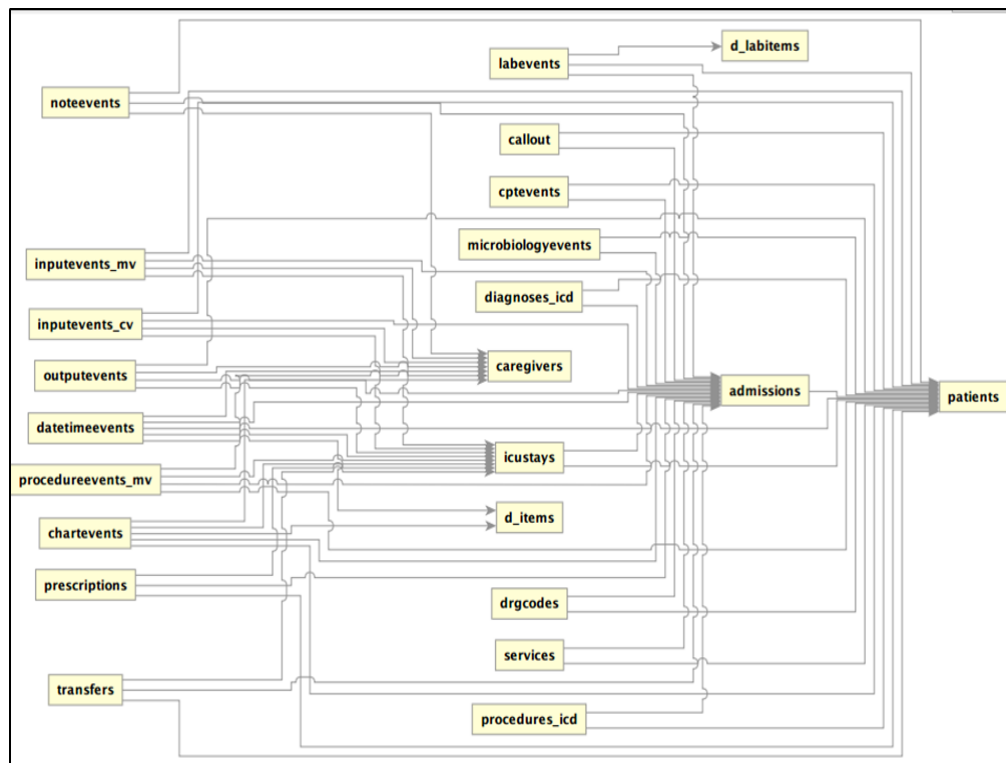 d_labitems
labevents
noteevents
callout
cptevents
microbiologyevents
inputevents_mv
diagnoses_icd
inputevents_cv
caregivers
outputevents
admissions
patients
datetimeevents
icustays
procedureevents_mv
d_items
chartevents
prescriptions
drgcodes
services
transfers
procedures_icd